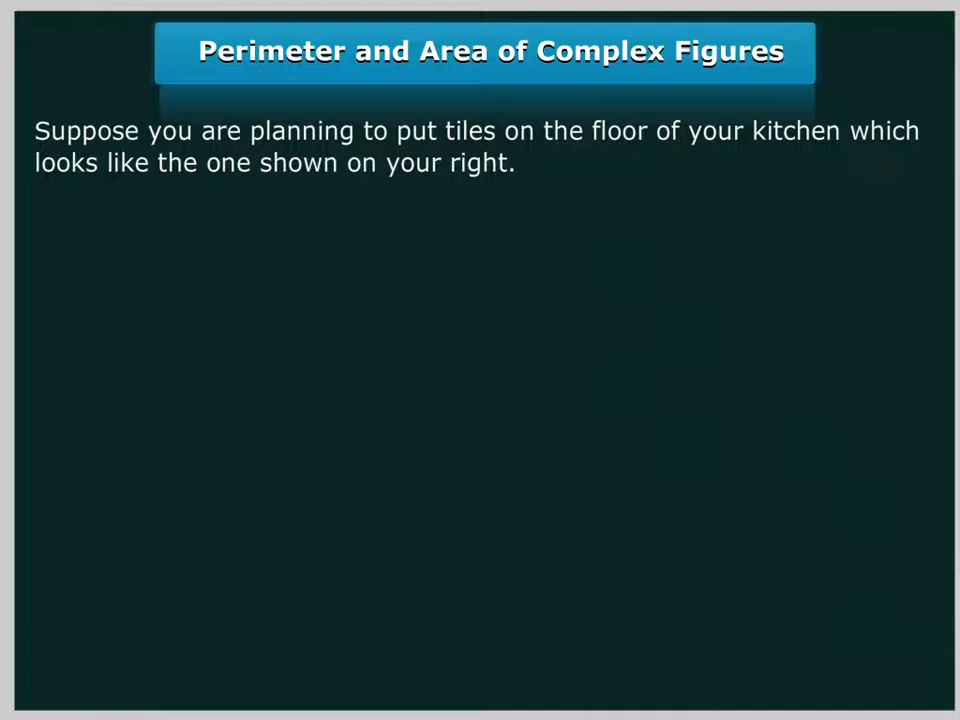 Perimeter and Area of Complex Figures
Suppose you are planning to put tiles on the floor of your kitchen which
looks like the one shown on your right.